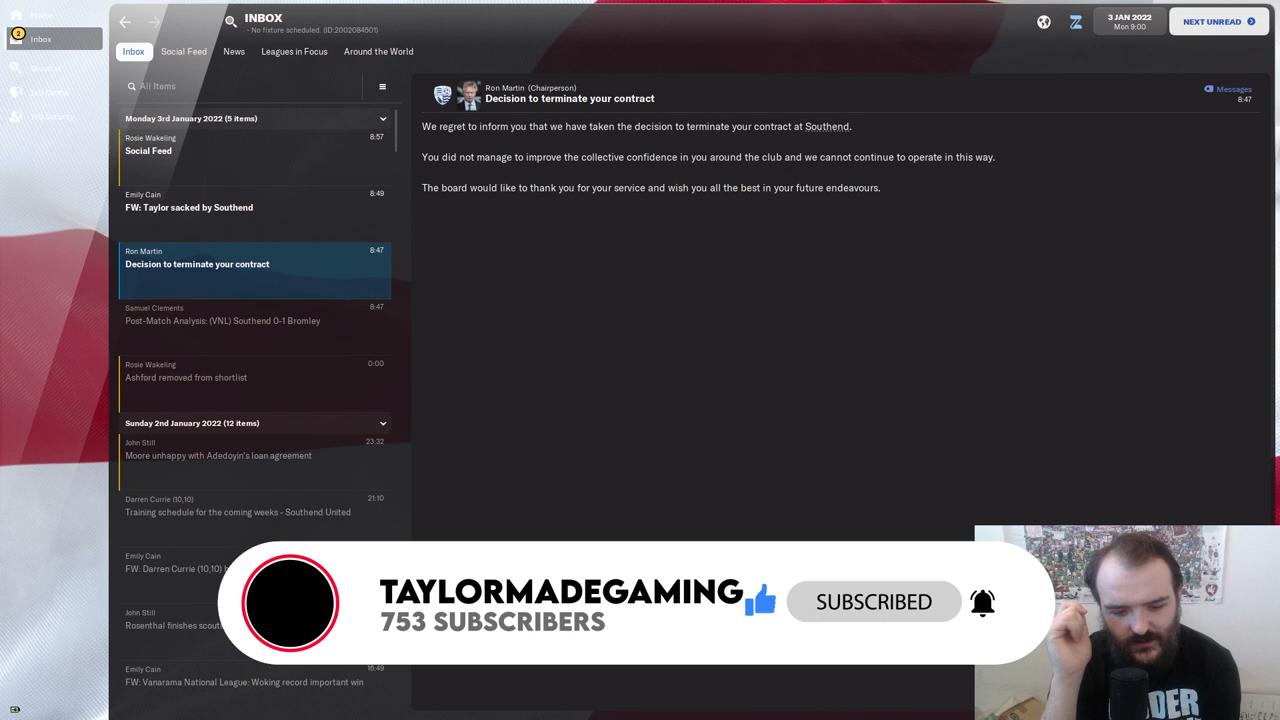 Home
INBOX
- No fixture scheduled. (ID:2002084501)
3 JAN 2022
Mon 9:00
NEXT UNREAD
2
Inbox
Inbox
Social Feed
News
Leagues in Focus
Around the World
All Items
Monday 3rd January 2022 (5 items)
Rosie Wakeling
8:57
Social Feed
Emily Cain
8:49
FW: Taylor sacked by Southend
Ron Martin
8:47
Decision to terminate your contract
Samuel Clements
8:47
Post-Match Analysis: (VNL) Southend 0-1 Bromley
Rosie Wakeling
0:00
Ashford removed from shortlist
Sunday 2nd January 2022 (12 items)
John Still
23:32
Moore unhappy with Adedoyin's loan agreement
Darren Currie (10,10)
21:10
Training schedule for the coming weeks - Southend United
Emily Cain
FW: Darren Currie (10,10)
John Still
Rosenthal finishes scout
Emily Cain
16:49
FW: Vanarama National League: Woking record important win
Ron Martin (Chairperson)
Decision to terminate your contract
Messages
8:47
We regret to inform you that we have taken the decision to terminate your contract at Southend.
You did not manage to improve the collective confidence in you around the club and we cannot continue to operate in this way.
The board would like to thank you for your service and wish you all the best in your future endeavours.
TAYLORMADEGAMING
753 SUBSCRIBERS
SUBSCRIBED